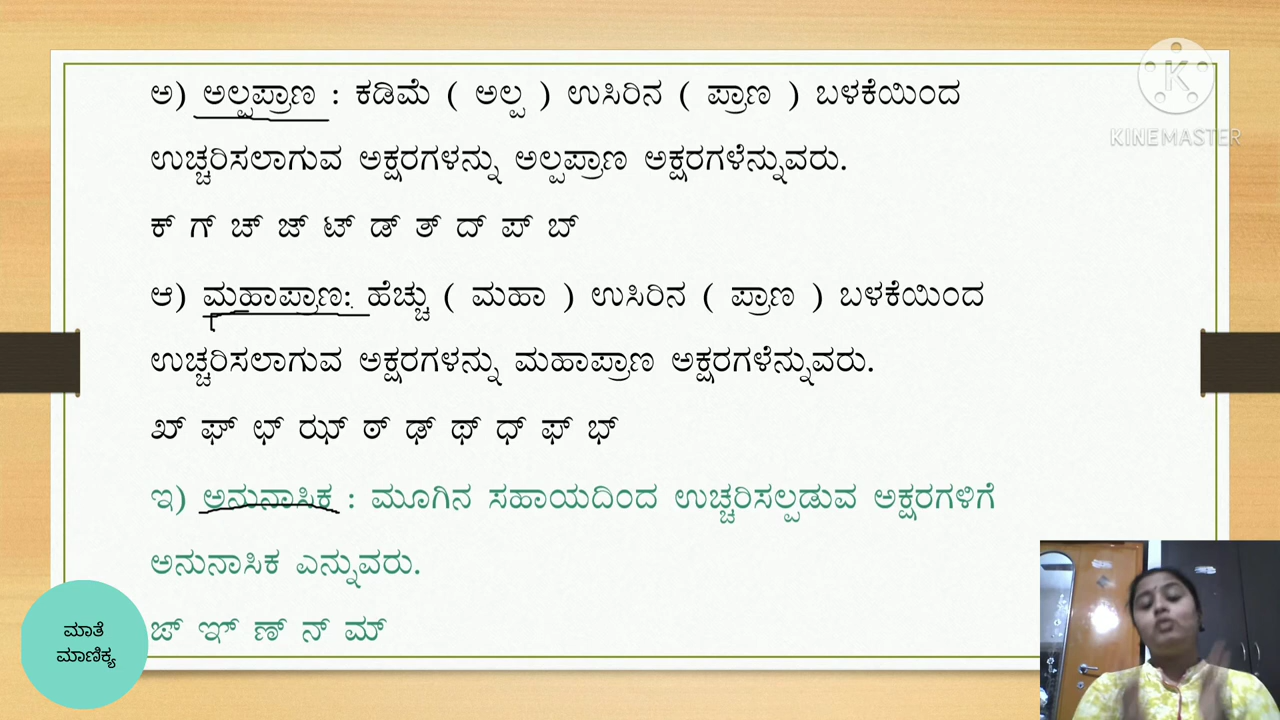 ಅ) ಅಲ್ಪಪ್ರಾಣ : ಕಡಿಮೆ ( ಅಲ್ಪ ) ಉಸಿರಿನ ( ಪ್ರಾಣ ) ಬಳಕೆಯಿಂದ
ಉಚ್ಚರಿಸಲಾಗುವ ಅಕ್ಷರಗಳನ್ನು ಅಲ್ಪಪ್ರಾಣ ಅಕ್ಷರಗಳೆನ್ನುವರು.
ಕ್ ಗ್ ಚ್ ಜ್ ಟ್ ಡ್ ತ್ ದ್ ಪ್ ಬ್
ಆ) ಮಹಾಪ್ರಾಣ: ಹೆಚ್ಚು ( ಮಹಾ ) ಉಸಿರಿನ ( ಪ್ರಾಣ ) ಬಳಕೆಯಿಂದ
ಉಚ್ಚರಿಸಲಾಗುವ ಅಕ್ಷರಗಳನ್ನು ಮಹಾಪ್ರಾಣ ಅಕ್ಷರಗಳೆನ್ನುವರು.
ಖ್ ಘ್ ಛ್ ಝ್ ಠ್ ಢ್ ಥ್ ಧ್ ಫ್ ಭ್
ಇ) ಅನುನಾಸಿಕ : ಮೂಗಿನ ಸಹಾಯದಿಂದ ಉಚ್ಚರಿಸಲ್ಪಡುವ ಅಕ್ಷರಗಳಿಗೆ
ಅನುನಾಸಿಕ ಎನ್ನುವರು.
ಙ್ ಞ್ ಣ್ ನ್ ಮ್
ಮಾತೆ
ಮಾಣಿಕ್ಯ
K
KINEMASTER